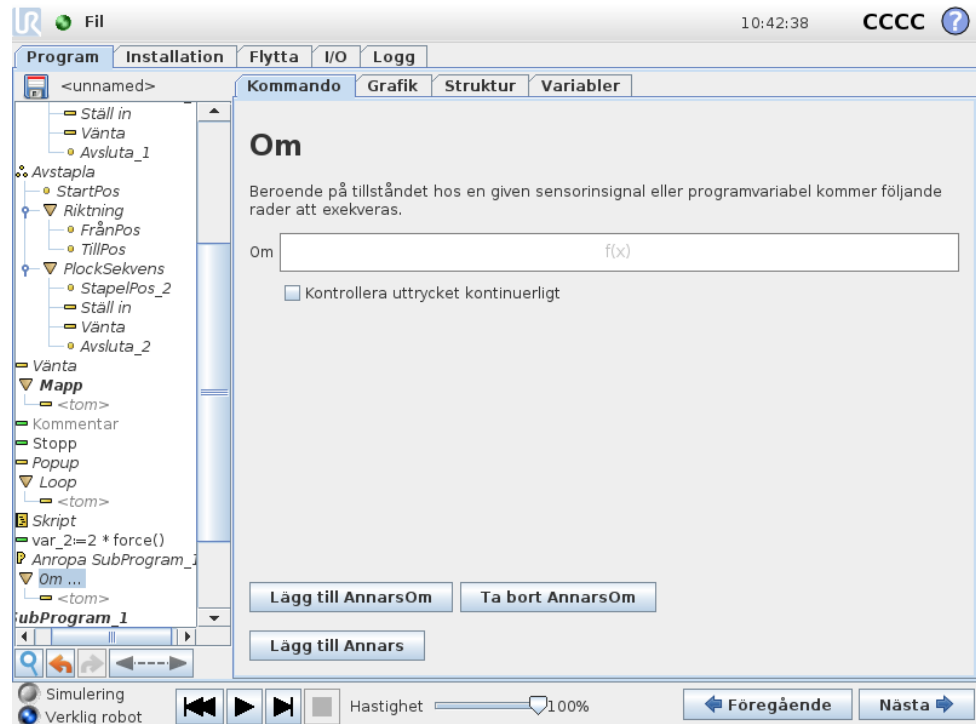 Fil
10:42:38
CCCC
?
Program Installation Flytta I/O Logg
<unnamed>
Kommando Grafik Struktur Variabler
Ställ in
Vänta
Avsluta_1
Avstapla
StartPos
Riktning
FrånPos
TillPos
PlockSekvens
StapelPos_2
Ställ in
Vänta
Avsluta_2
Vänta
Mapp
<tom>
Kommentar
Stopp
Popup
Loop
<tom>
Skript
var_2:=2 * force()
Anropa SubProgram_1
Om ...
<tom>
SubProgram_1
Om
Beroende på tillståndet hos en given sensorinsignal eller programvariabel kommer följande
rader att exekveras.
Om f(x)
Kontrollera uttrycket kontinuerligt
Lägg till AnnarsOm Ta bort AnnarsOm
Lägg till Annars
Simulering
Verklig robot
Hastighet 100%
Föregående Nästa